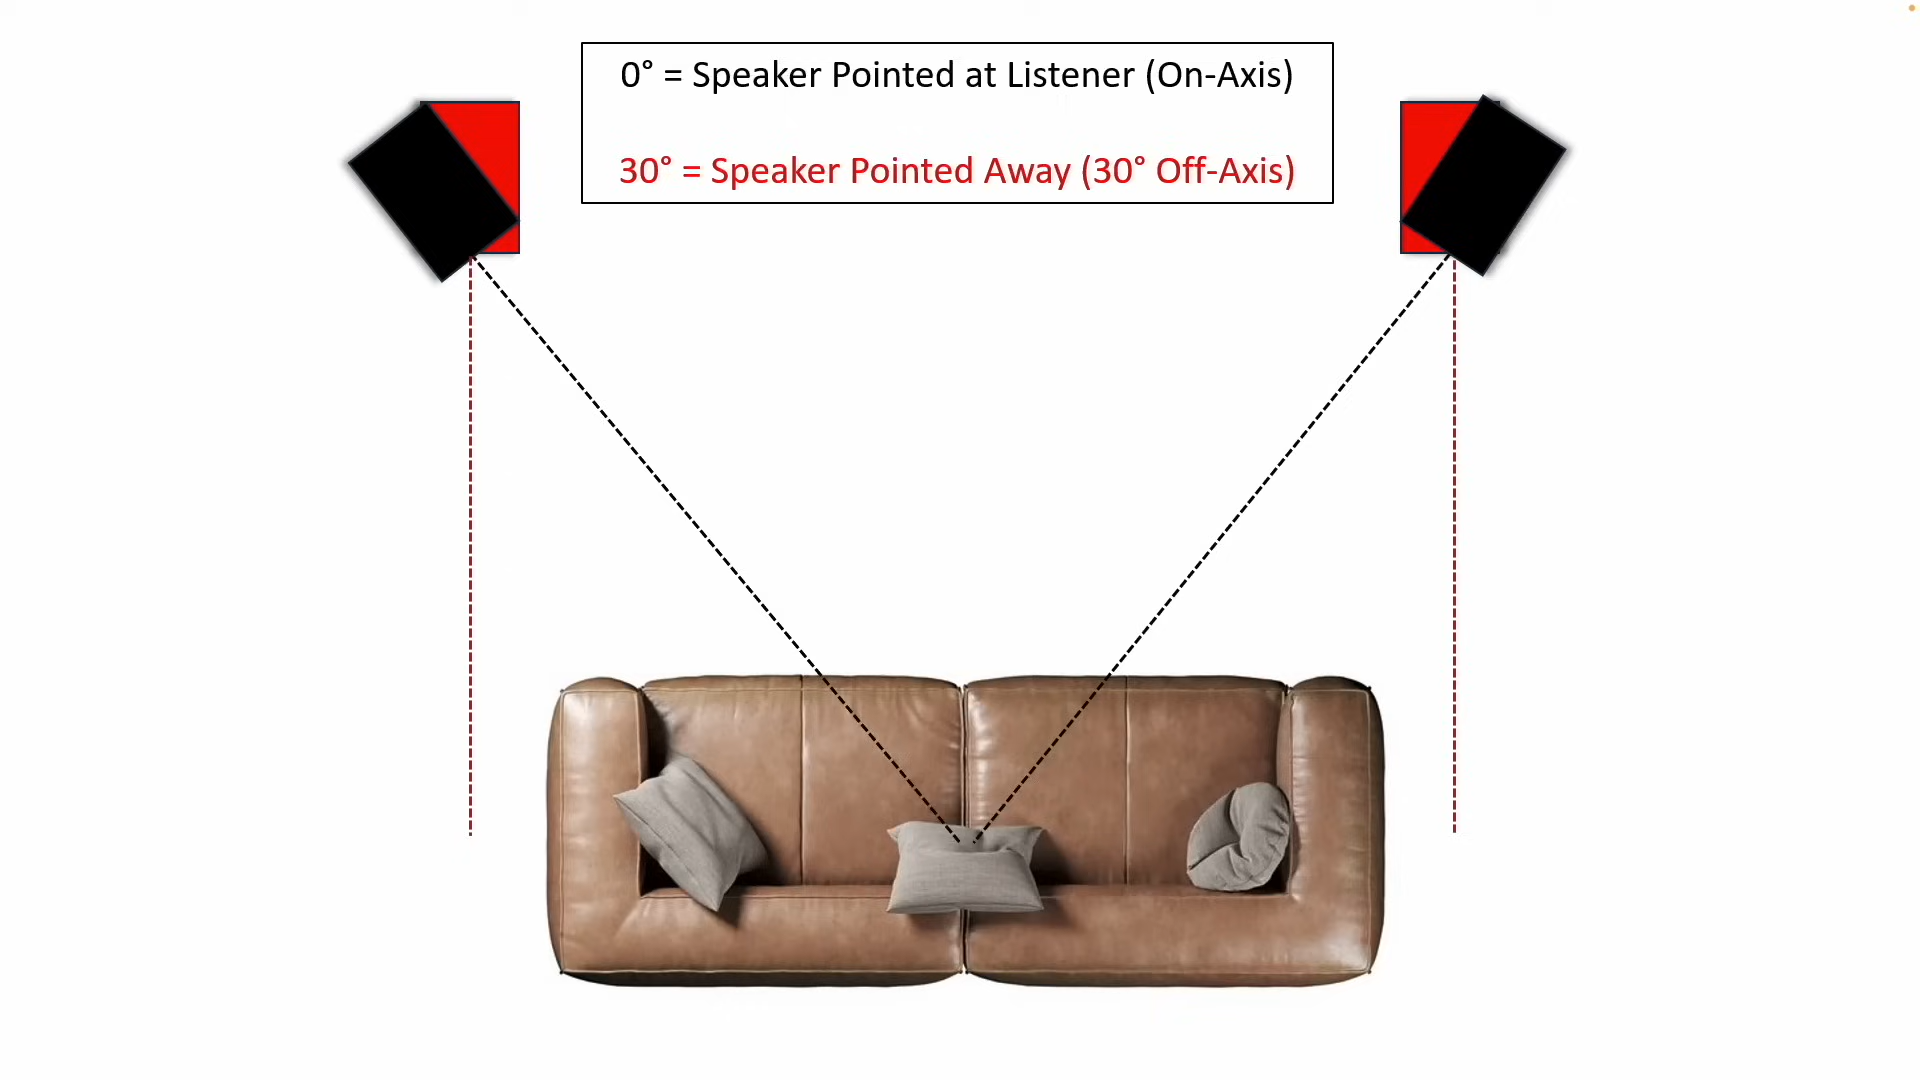 0° = Speaker Pointed at Listener (On-Axis)
30° = Speaker Pointed Away (30° Off-Axis)